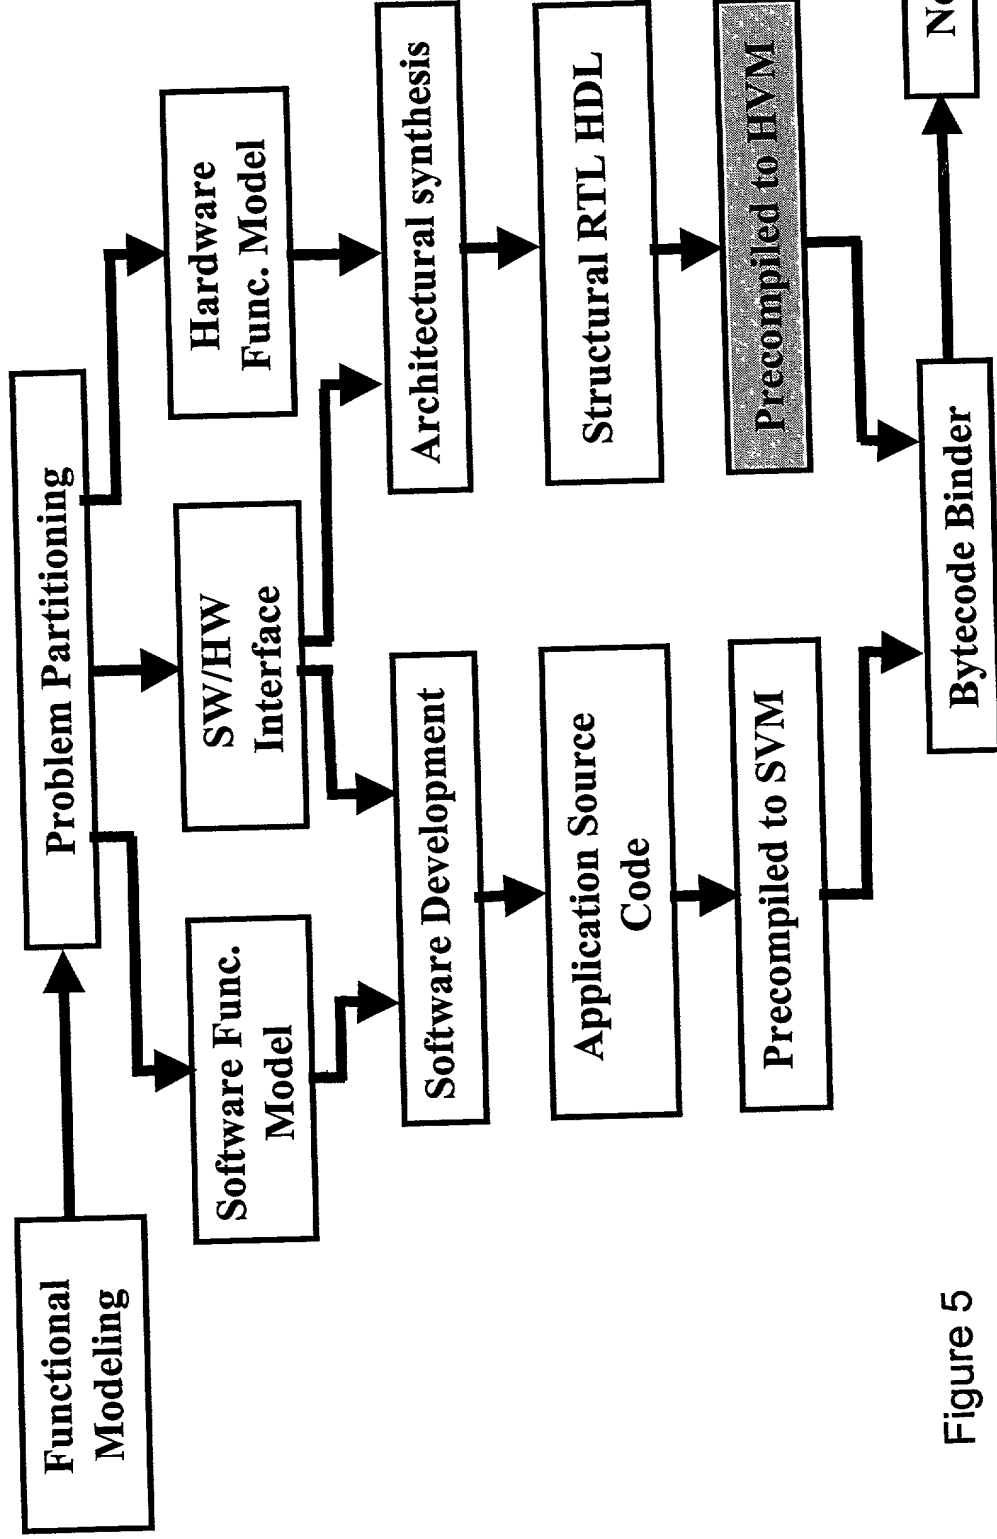 Functional
Modeling
Problem Partitioning
Software Func.
Model
SW/HW
Interface
Hardware
Func. Model
Software Development
Architectural synthesis
Application Source
Code
Structural RTL HDL
Precompiled to SVM
Precompiled to HVM
Bytecode Binder
Figure 5